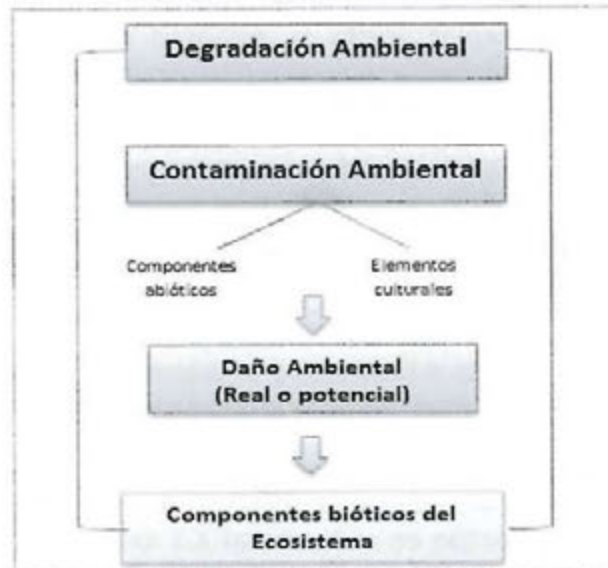 Degradación Ambiental
Contaminación Ambiental
Componentes
abióticos
Elementos
culturales
Daño Ambiental
(Real o potencial)
Componentes bióticos del
Ecosistema